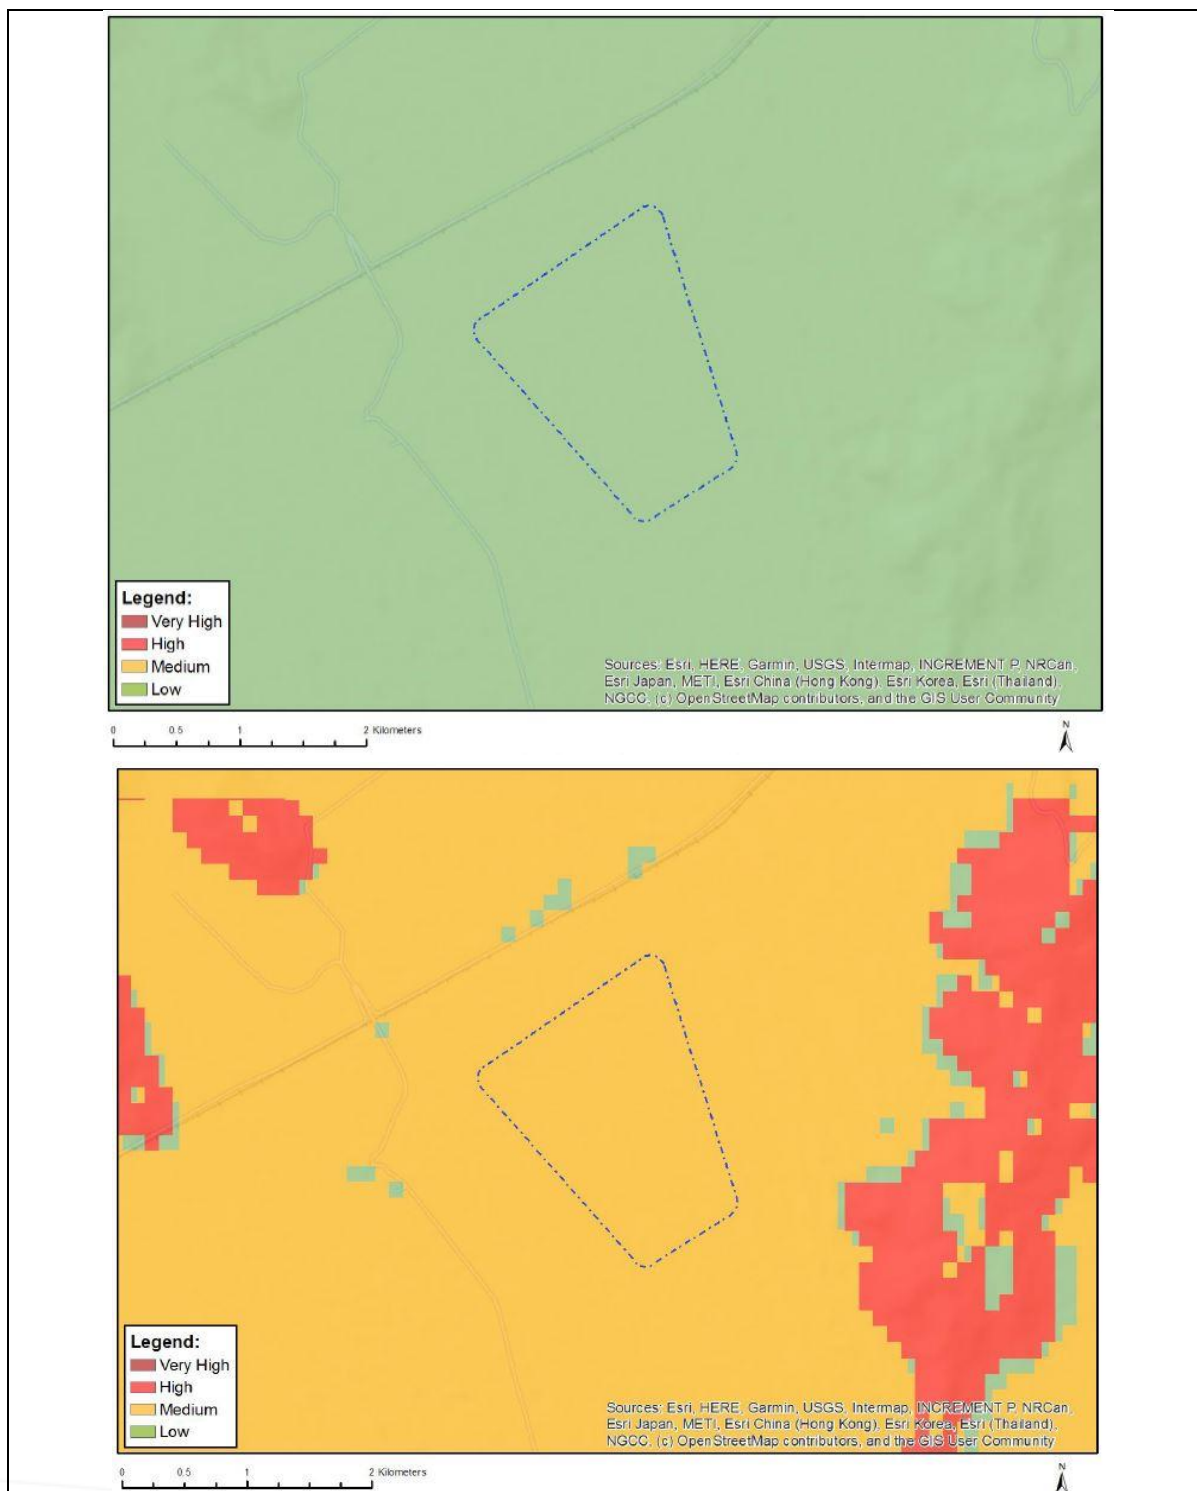 Legend:
Very High
High
Medium
Low
Sources: Esri, HERE, Garmin, USGS, Intermap, INCREMENT P, NRCan,
Esri Japan, METI, Esri China (Hong Kong), Esri Korea, Esri (Thailand),
NGCC, (c) OpenStreetMap contributors, and the GIS User Community
0 0.5 1 2 Kilometers
N
Legend:
Very High
High
Medium
Low
Sources: Esri, HERE, Garmin, USGS, Intermap, INCREMENT P, NRCan,
Esri Japan, METI, Esri China (Hong Kong), Esri Korea, Esri (Thailand),
NGCC, (c) OpenStreetMap contributors, and the GIS User Community
0 0.5 1 2 Kilometers
N